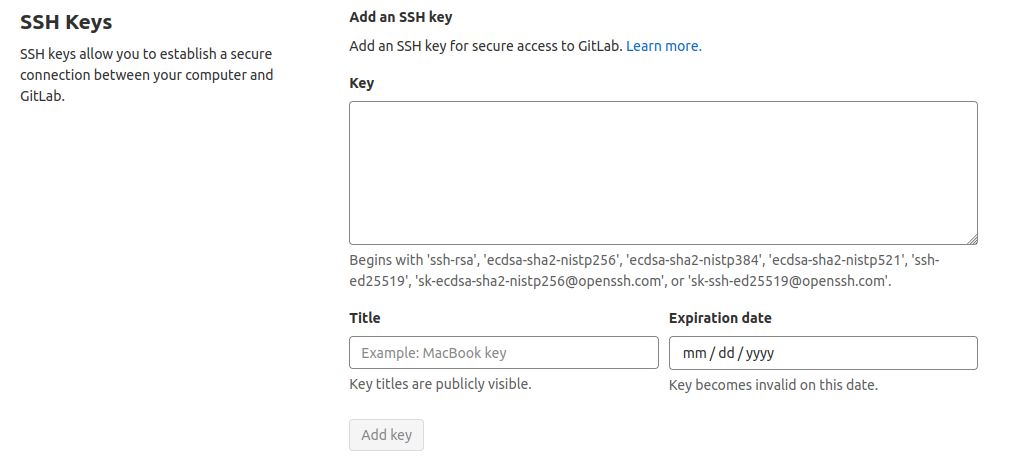 SSH Keys
SSH keys allow you to establish a secure
connection between your computer and
GitLab.
Add an SSH key
Add an SSH key for secure access to GitLab. Learn more.
Key
Begins with 'ssh-rsa', 'ecdsa-sha2-nistp256', 'ecdsa-sha2-nistp384', 'ecdsa-sha2-nistp521', 'ssh-
ed25519', 'sk-ecdsa-sha2-nistp256@openssh.com', or 'sk-ssh-ed25519@openssh.com'.
Title
Example: MacBook key
Key titles are publicly visible.
Expiration date
mm / dd / yyyy
Key becomes invalid on this date.
Add key